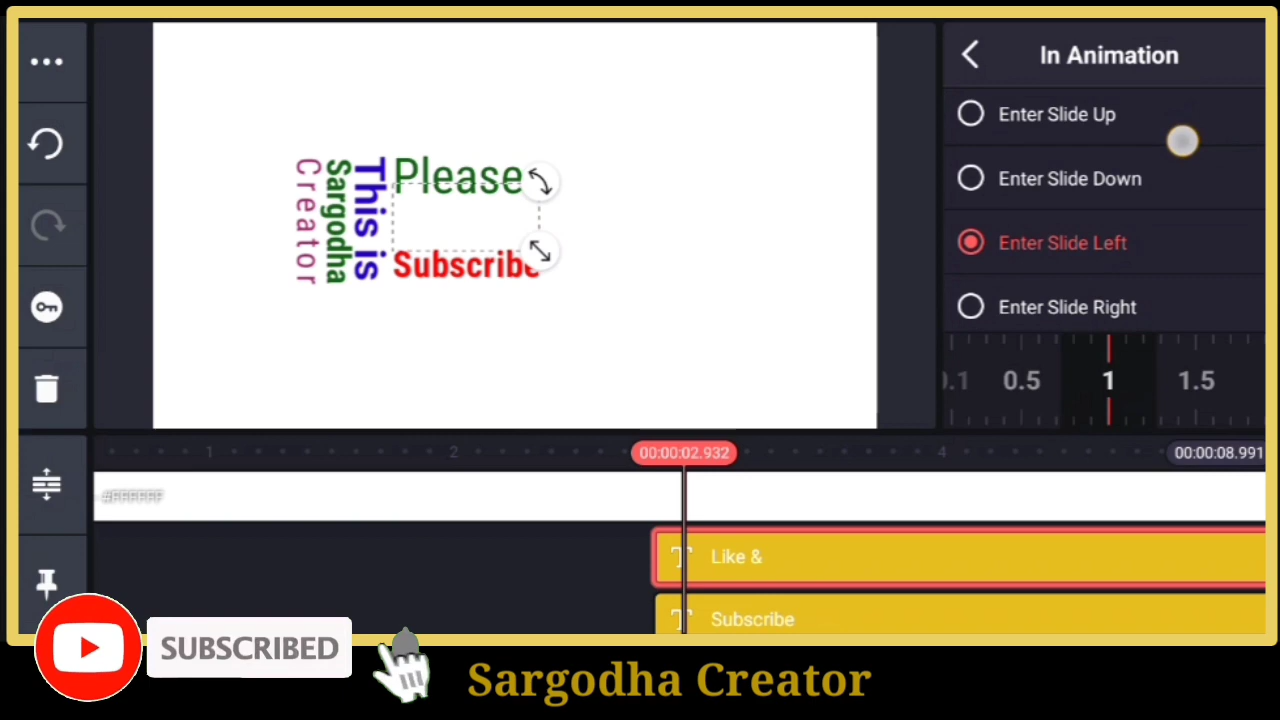 In Animation
Enter Slide Up
Enter Slide Down
Enter Slide Left
Enter Slide Right
0.5 1 1.5
Please
This is
Sargodha
Creator
Subscribe
1 2 4
00:00:02.932
00:00:08.991
#FFFFFF
Like &
Subscribe
SUBSCRIBED
Sargodha Creator